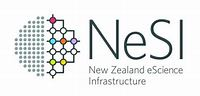 NeSI
New Zealand eScience
Infrastructure